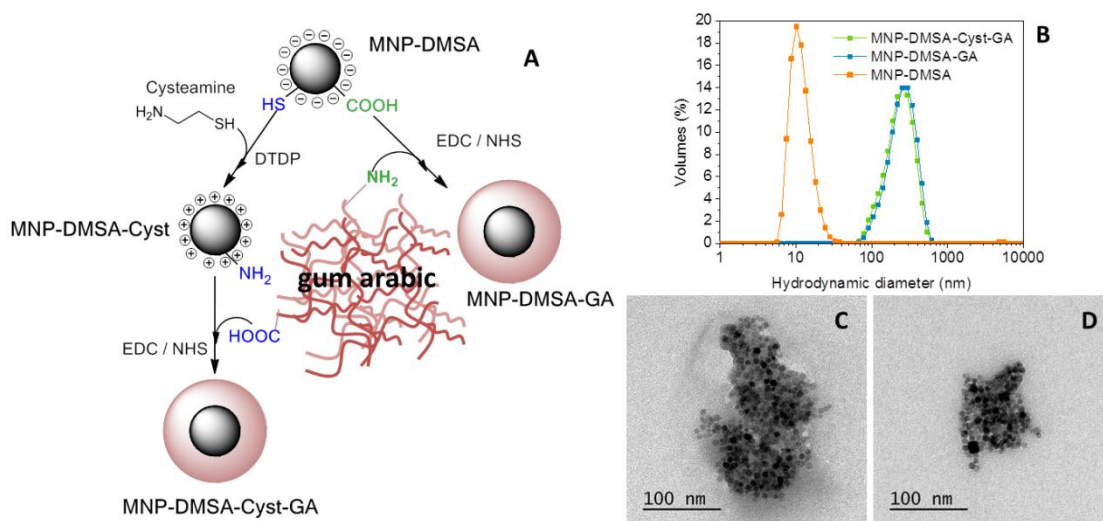 MNP-DMSA
A
Cysteamine
H₂N
SH
HS
COOH
DTDP
EDC / NHS
NH₂
MNP-DMSA-Cyst
NH₂
gum arabic
MNP-DMSA-GA
HOOC
EDC / NHS
MNP-DMSA-Cyst-GA
B
MNP-DMSA-Cyst-GA
MNP-DMSA-GA
MNP-DMSA
Volumes (%)
20
18
16
14
12
10
8
6
4
2
0
1 10 100 1000 10000
Hydrodynamic diameter (nm)
C
100 nm
D
100 nm